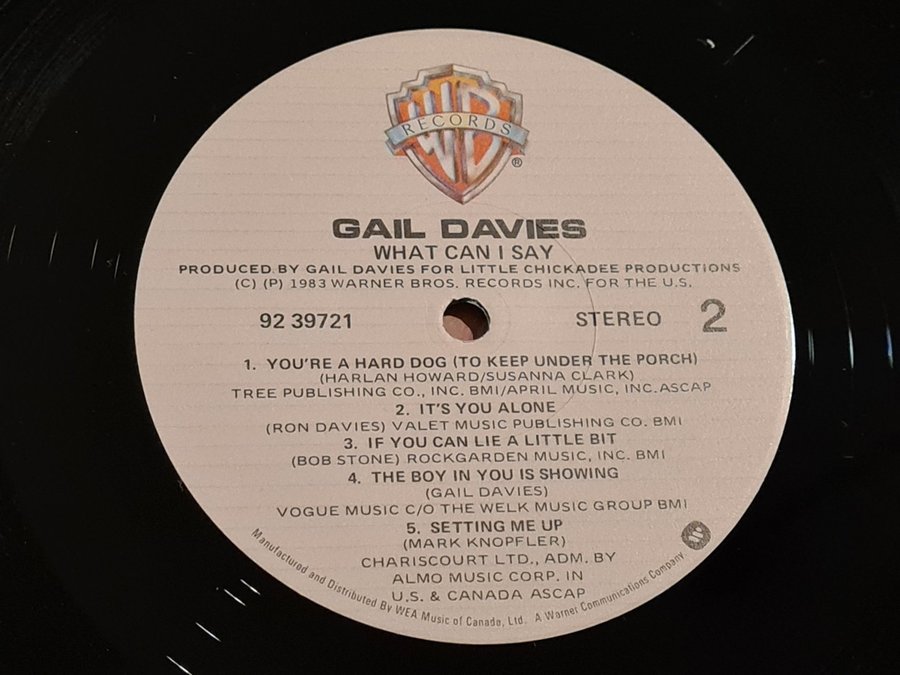 WB
RECORDS
®
GAIL DAVIES
WHAT CAN I SAY
PRODUCED BY GAIL DAVIES FOR LITTLE CHICKADEE PRODUCTIONS
(C) (P) 1983 WARNER BROS. RECORDS INC. FOR THE U.S.
92 39721 STEREO 2
1. YOU'RE A HARD DOG (TO KEEP UNDER THE PORCH)
(HARLAN HOWARD/SUSANNA CLARK)
TREE PUBLISHING CO., INC. BMI/APRIL MUSIC, INC. ASCAP
2. IT'S YOU ALONE
(RON DAVIES) VALET MUSIC PUBLISHING CO. BMI
3. IF YOU CAN LIE A LITTLE BIT
(BOB STONE) ROCKGARDEN MUSIC, INC. BMI
4. THE BOY IN YOU IS SHOWING
(GAIL DAVIES)
VOGUE MUSIC C/O THE WELK MUSIC GROUP BMI
5. SETTING ME UP
(MARK KNOPFLER)
CHARISCOURT LTD., ADM. BY
ALMO MUSIC CORP. IN
U.S. & CANADA ASCAP
Manufactured and Distributed By WEA Music of Canada, Ltd. A Warner Communications Company